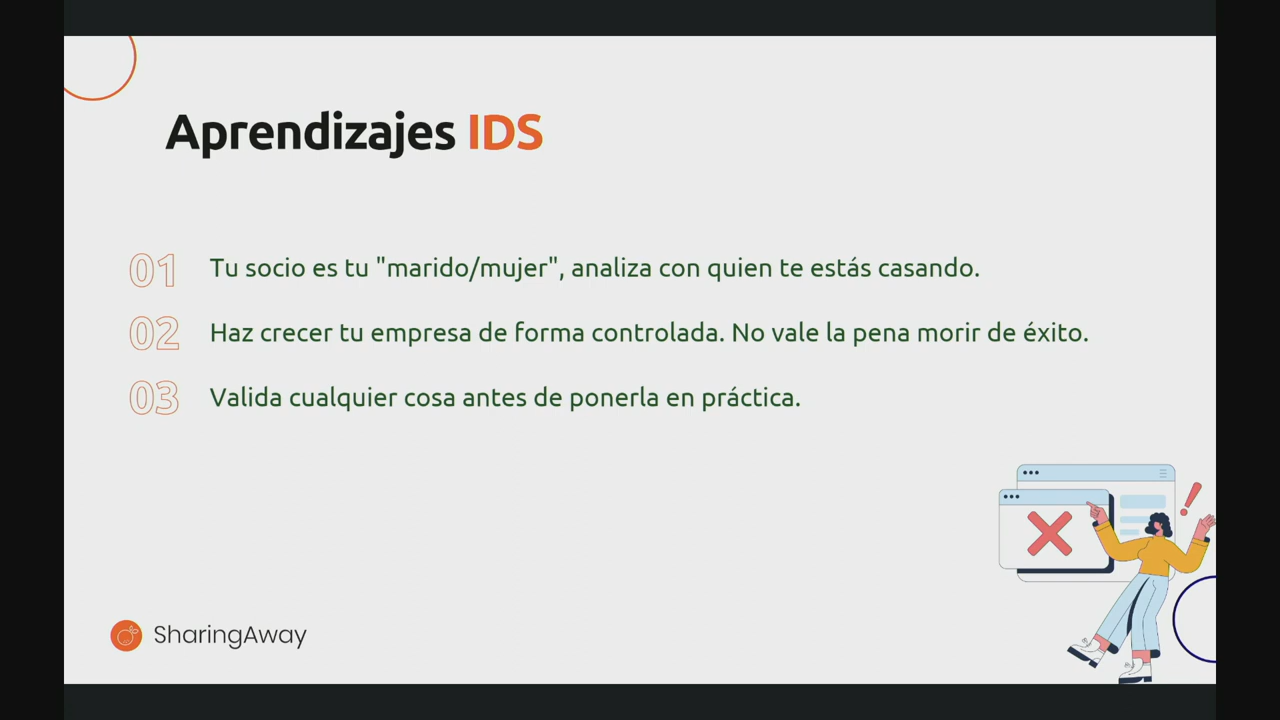 Aprendizajes IDS
01 Tu socio es tu "marido/mujer", analiza con quien te estás casando.
02 Haz crecer tu empresa de forma controlada. No vale la pena morir de éxito.
03 Valida cualquier cosa antes de ponerla en práctica.
SharingAway